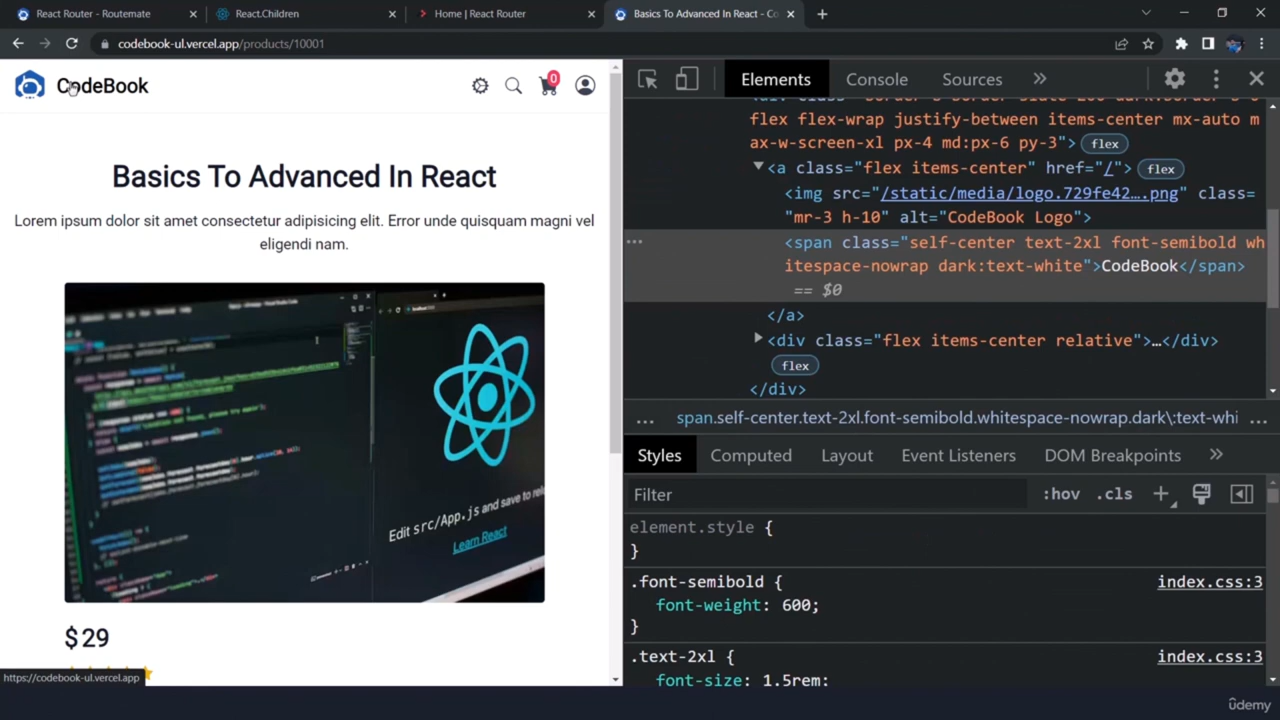 React Router - Routemate
React.Children
Home | React Router
Basics To Advanced In React - Co
codebook-ul.vercel.app/products/10001
CodeBook
0
Basics To Advanced In React
Lorem ipsum dolor sit amet consectetur adipisicing elit. Error unde quisquam magni vel
eligendi nam.
Edit src/App.js and save to relo
Learn React
$29
https://codebook-ul.vercel.app
Elements
Console
Sources
flex flex-wrap justify-between items-center mx-auto m
ax-w-screen-xl px-4 md:px-6 py-3"> flex
<a class="flex items-center" href="/"> flex
<img src="/static/media/logo.729fe42….png" class=
"mr-3 h-10" alt="CodeBook Logo">
<span class="self-center text-2xl font-semibold wh
itespace-nowrap dark:text-white">CodeBook</span>
== $0
</a>
<div class="flex items-center relative">…</div>
flex
</div>
... span.self-center.text-2xl.font-semibold.whitespace-nowrap.dark\:text-whi ...
Styles
Computed
Layout
Event Listeners
DOM Breakpoints
Filter
:hov
.cls
element.style {
}
.font-semibold {
index.css:3
font-weight: 600;
}
.text-2xl {
index.css:3
font-size: 1.5rem;
ûdemy